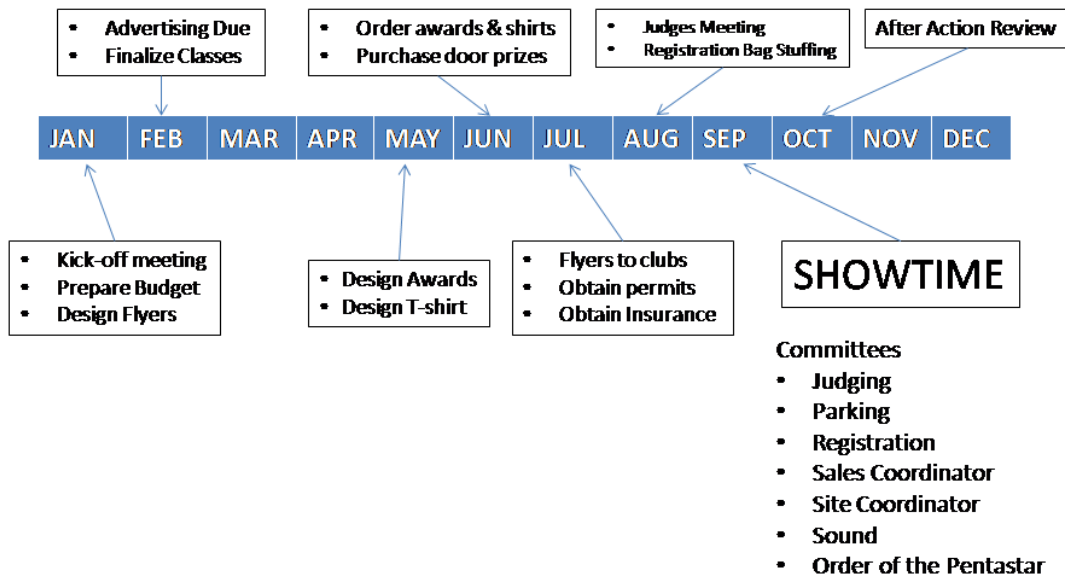 • Advertising Due
• Finalize Classes
• Order awards & shirts
• Purchase door prizes
• Judges Meeting
• Registration Bag Stuffing
After Action Review
JAN FEB MAR APR MAY JUN JUL AUG SEP OCT NOV DEC
• Kick-off meeting
• Prepare Budget
• Design Flyers
• Design Awards
• Design T-shirt
• Flyers to clubs
• Obtain permits
• Obtain Insurance
SHOWTIME
Committees
• Judging
• Parking
• Registration
• Sales Coordinator
• Site Coordinator
• Sound
• Order of the Pentastar